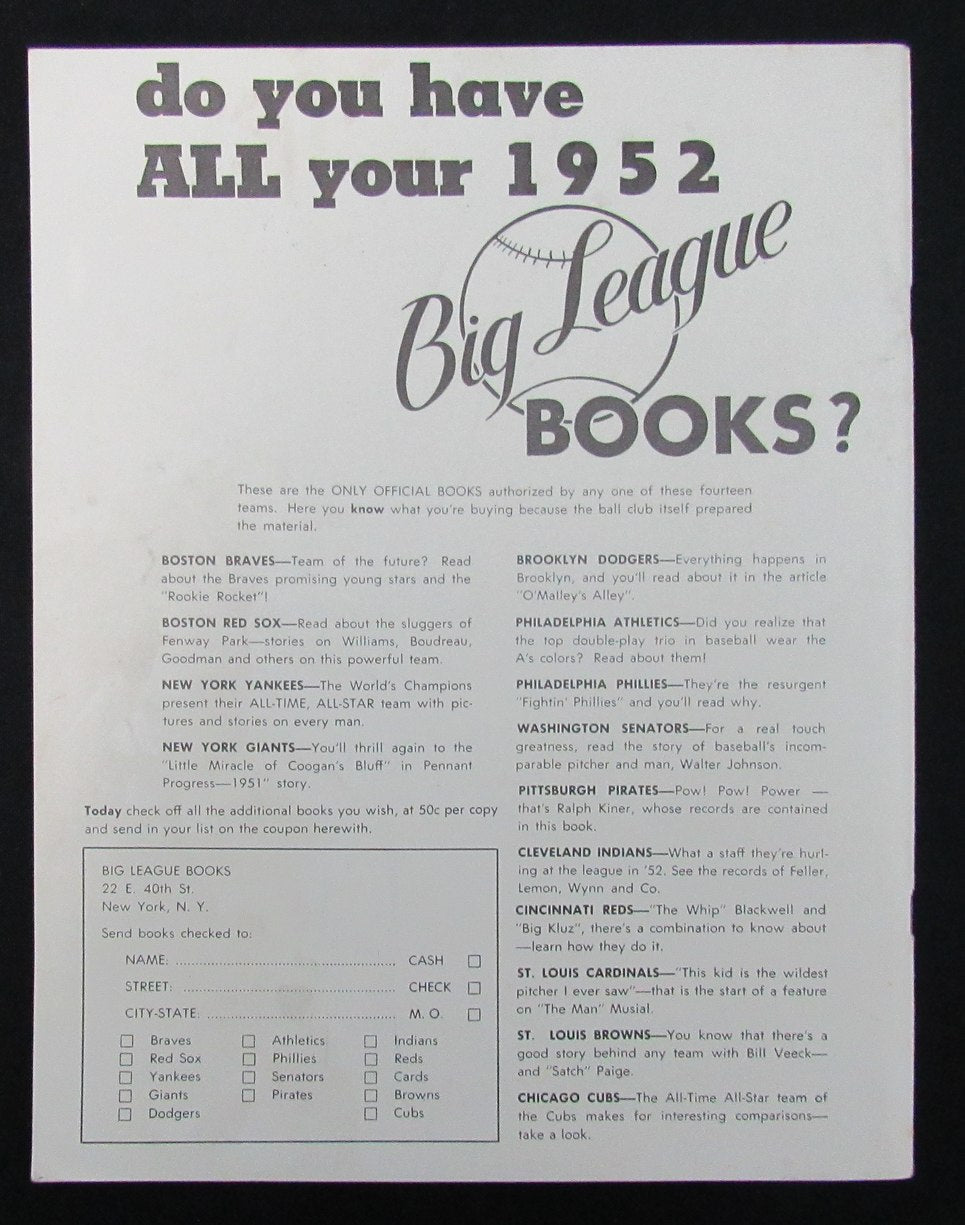 do you have
ALL your 1952
Big League
BOOKS?
These are the ONLY OFFICIAL BOOKS authorized by any one of these fourteen
teams. Here you know what you're buying because the ball club itself prepared
the material.
BOSTON BRAVES—Team of the future? Read
about the Braves promising young stars and the
"Rookie Rocket"!
BOSTON RED SOX—Read about the sluggers of
Fenway Park—stories on Williams, Boudreau,
Goodman and others on this powerful team.
NEW YORK YANKEES—The World's Champions
present their ALL-TIME, ALL-STAR team with pic-
tures and stories on every man.
NEW YORK GIANTS—You'll thrill again to the
"Little Miracle of Coogan's Bluff" in Pennant
Progress—1951" story.
Today check off all the additional books you wish, at 50c per copy
and send in your list on the coupon herewith.
BIG LEAGUE BOOKS
22 E. 40th St.
New York, N. Y.
Send books checked to:
NAME: ........................................ CASH ☐
STREET: ........................................ CHECK ☐
CITY-STATE: ........................................ M. O. ☐
☐ Braves ☐ Athletics ☐ Indians
☐ Red Sox ☐ Phillies ☐ Reds
☐ Yankees ☐ Senators ☐ Cards
☐ Giants ☐ Pirates ☐ Browns
☐ Dodgers ☐ Cubs
BROOKLYN DODGERS—Everything happens in
Brooklyn, and you'll read about it in the article
"O'Malley's Alley".
PHILADELPHIA ATHLETICS—Did you realize that
the top double-play trio in baseball wear the
A's colors? Read about them!
PHILADELPHIA PHILLIES—They're the resurgent
"Fightin' Phillies" and you'll read why.
WASHINGTON SENATORS—For a real touch
greatness, read the story of baseball's incom-
parable pitcher and man, Walter Johnson.
PITTSBURGH PIRATES—Pow! Pow! Power —
that's Ralph Kiner, whose records are contained
in this book.
CLEVELAND INDIANS—What a staff they're hurl-
ing at the league in '52. See the records of Feller,
Lemon, Wynn and Co.
CINCINNATI REDS—"The Whip" Blackwell and
"Big Kluz", there's a combination to know about
—learn how they do it.
ST. LOUIS CARDINALS—"This kid is the wildest
pitcher I ever saw"—that is the start of a feature
on "The Man" Musial.
ST. LOUIS BROWNS—You know that there's a
good story behind any team with Bill Veeck—
and "Satch" Paige.
CHICAGO CUBS—The All-Time All-Star team of
the Cubs makes for interesting comparisons—
take a look.